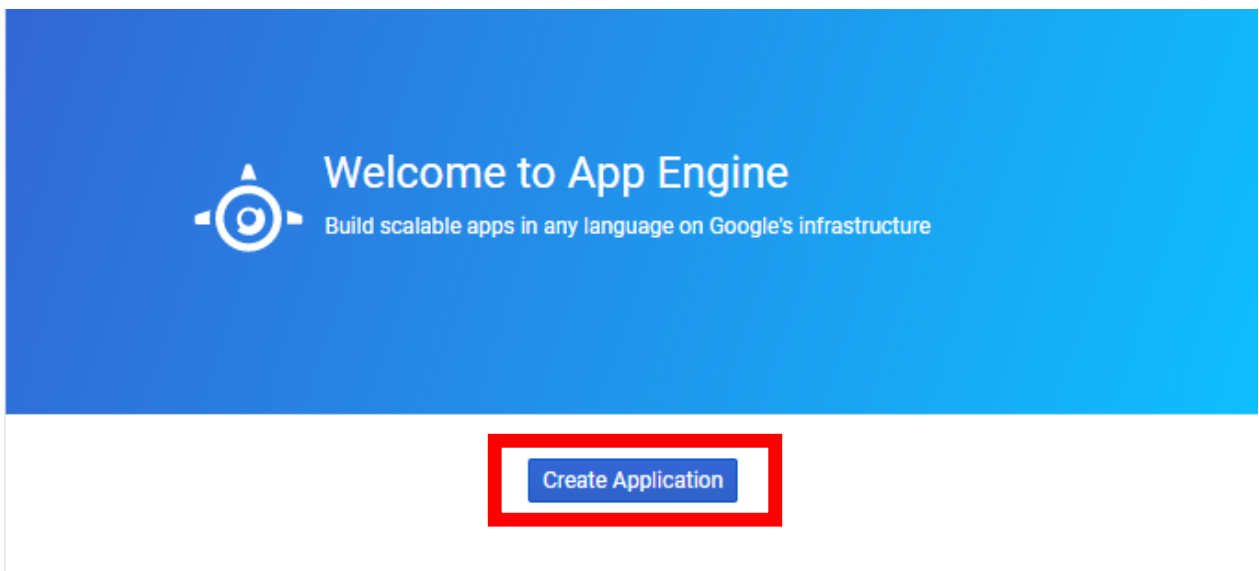 Welcome to App Engine
Build scalable apps in any language on Google's infrastructure
Create Application